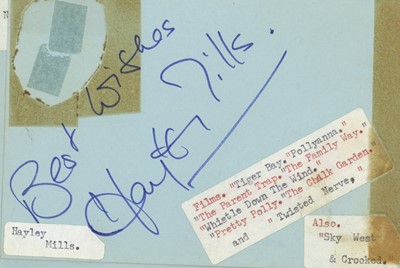 N
Best Wishes
Hayley Mills.
Films. "Tiger Bay." "Pollyanna."
"The Parent Trap." "The Family Way."
"Whistle Down The Wind."
"Pretty Polly." "The Chalk Garden."
and " Twisted Nerve,"
Hayley
Mills.
Also.
"Sky West
& Crooked.